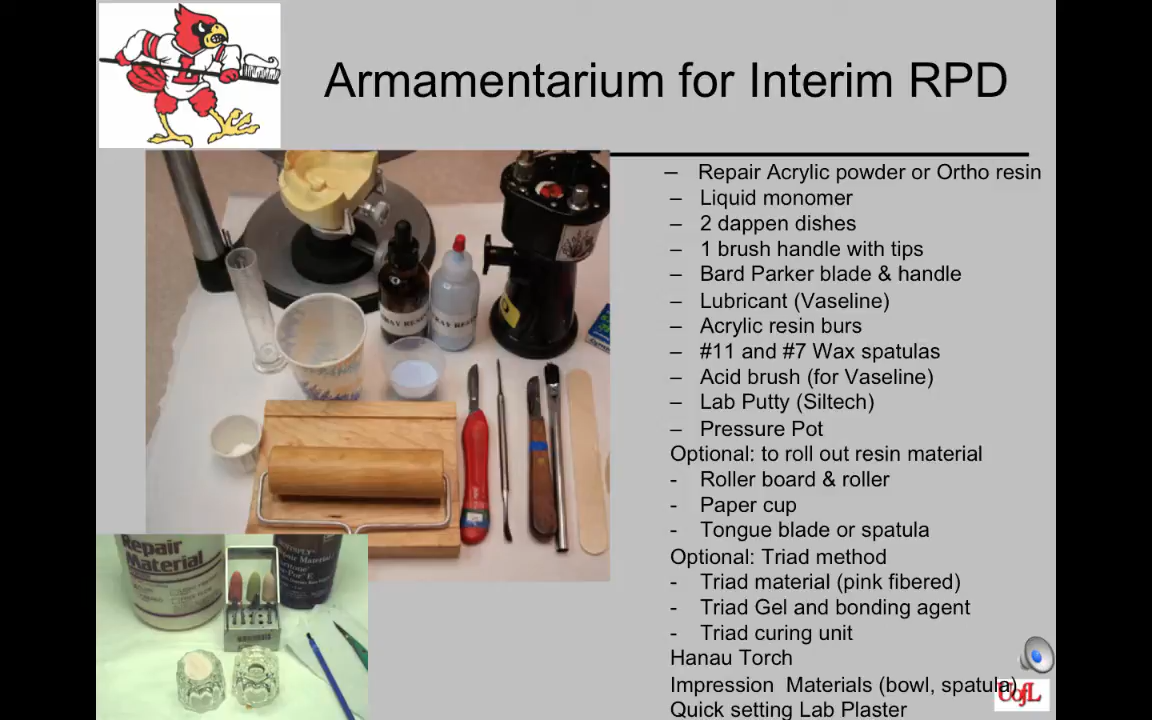 Armamentarium for Interim RPD
– Repair Acrylic powder or Ortho resin
– Liquid monomer
– 2 dappen dishes
– 1 brush handle with tips
– Bard Parker blade & handle
– Lubricant (Vaseline)
– Acrylic resin burs
– #11 and #7 Wax spatulas
– Acid brush (for Vaseline)
– Lab Putty (Siltech)
– Pressure Pot
Optional: to roll out resin material
- Roller board & roller
- Paper cup
- Tongue blade or spatula
Optional: Triad method
- Triad material (pink fibered)
- Triad Gel and bonding agent
- Triad curing unit
Hanau Torch
Impression Materials (bowl, spatula)
Quick setting Lab Plaster
UofL
Repair
Material
Repair Material